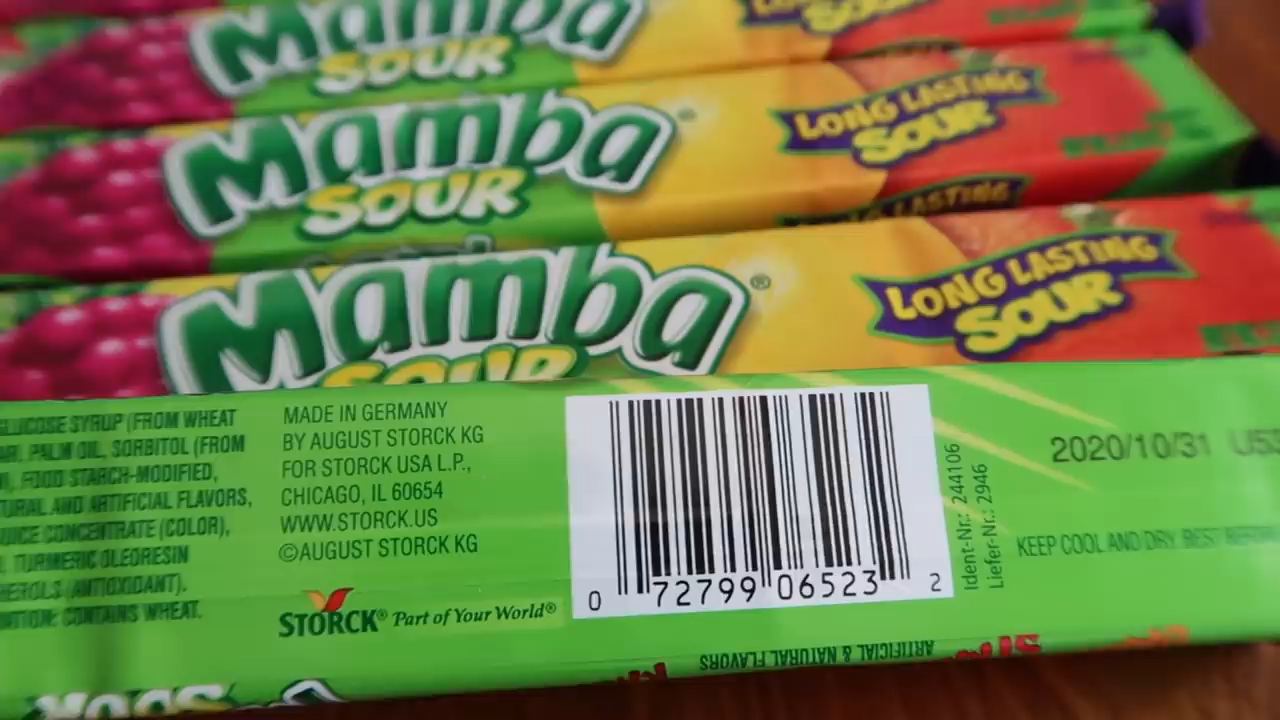 Mamba
SOUR
SOUR
Mamba
SOUR
LONG LASTING
SOUR
LASTING
Mamba®
SOUR
LONG LASTING
SOUR
GLUCOSE SYRUP (FROM WHEAT
PALM OIL, SORBITOL (FROM
FOOD STARCH-MODIFIED,
AND ARTIFICIAL FLAVORS,
CONCENTRATE (COLOR),
TURMERIC OLEORESIN
(ANTIOXIDANT).
CONTAINS WHEAT.
MADE IN GERMANY
BY AUGUST STORCK KG
FOR STORCK USA L.P.,
CHICAGO, IL 60654
WWW.STORCK.US
©AUGUST STORCK KG
STORCK® Part of Your World®
0 72799 06523 2
Ident-Nr.: 244106
Liefer-Nr.: 2946
2020/10/31
KEEP COOL AND DRY. BEST
ARTIFICIAL & NATURAL FLAVORS
SOUR